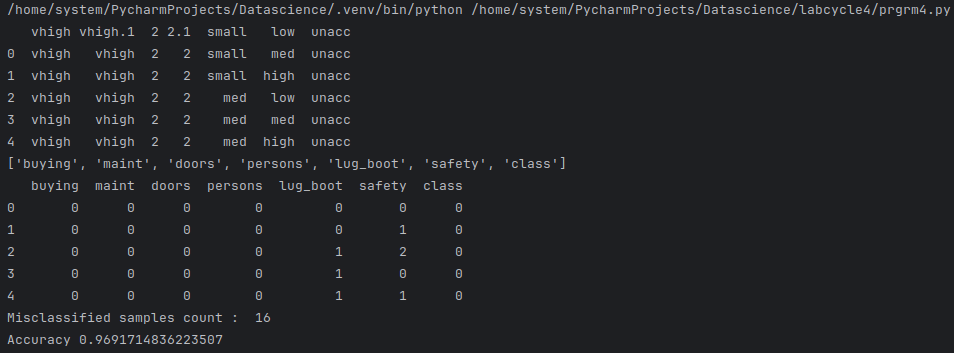 /home/system/PycharmProjects/Datascience/.venv/bin/python /home/system/PycharmProjects/Datascience/labcycle4/prgrm4.py
   vhigh vhigh.1  2 2.1  small   low  unacc
0  vhigh   vhigh  2   2  small   med  unacc
1  vhigh   vhigh  2   2  small  high  unacc
2  vhigh   vhigh  2   2    med   low  unacc
3  vhigh   vhigh  2   2    med   med  unacc
4  vhigh   vhigh  2   2    med  high  unacc
['buying', 'maint', 'doors', 'persons', 'lug_boot', 'safety', 'class']
   buying  maint  doors  persons  lug_boot  safety  class
0       0      0      0        0         0       0      0
1       0      0      0        0         0       1      0
2       0      0      0        0         1       2      0
3       0      0      0        0         1       0      0
4       0      0      0        0         1       1      0
Misclassified samples count :  16
Accuracy 0.9691714836223507